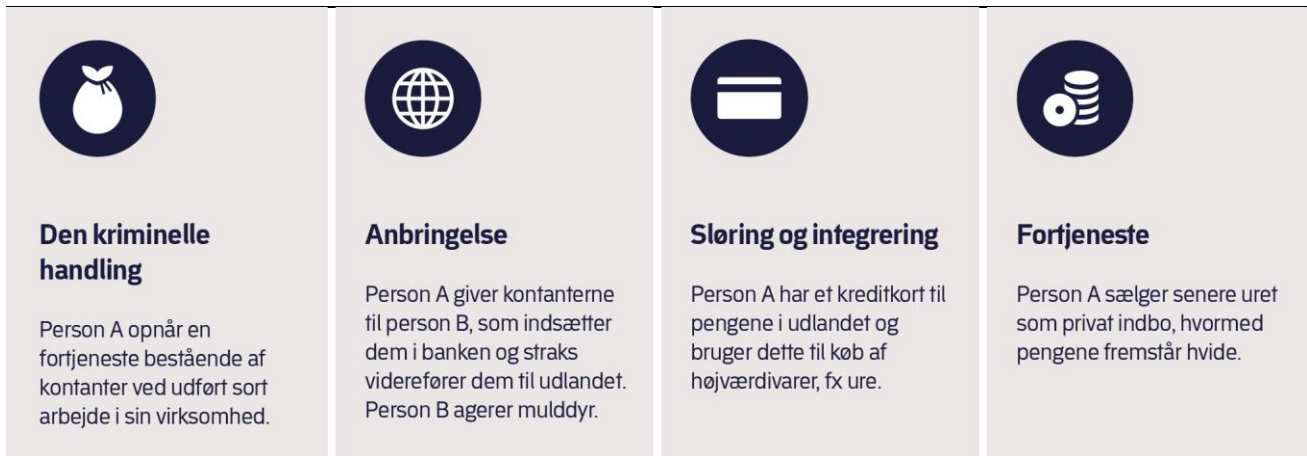 Den kriminelle
handling
Person A opnår en
fortjeneste bestående af
kontanter ved udført sort
arbejde i sin virksomhed.
Anbringelse
Person A giver kontanterne
til person B, som indsætter
dem i banken og straks
viderefører dem til udlandet.
Person B agerer mulddyr.
Sløring og integrering
Person A har et kreditkort til
pengene i udlandet og
bruger dette til køb af
højværdivarer, fx ure.
Fortjeneste
Person A sælger senere uret
som privat indbo, hvormed
pengene fremstår hvide.